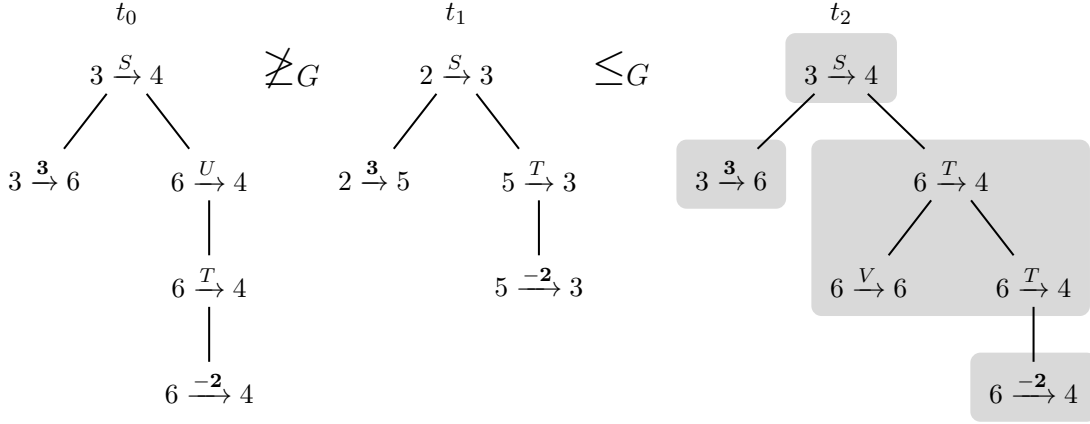 t₀ t₁ t₂
3 →^S 4 ≱_G 2 →^S 3 ≤_G 3 →^S 4
3 →^𝟑 6 6 →^U 4 2 →^𝟑 5 5 →^T 3 3 →^𝟑 6 6 →^T 4
6 →^T 4 5 →^−𝟐 3 6 →^V 6 6 →^T 4
6 →^−𝟐 4 6 →^−𝟐 4